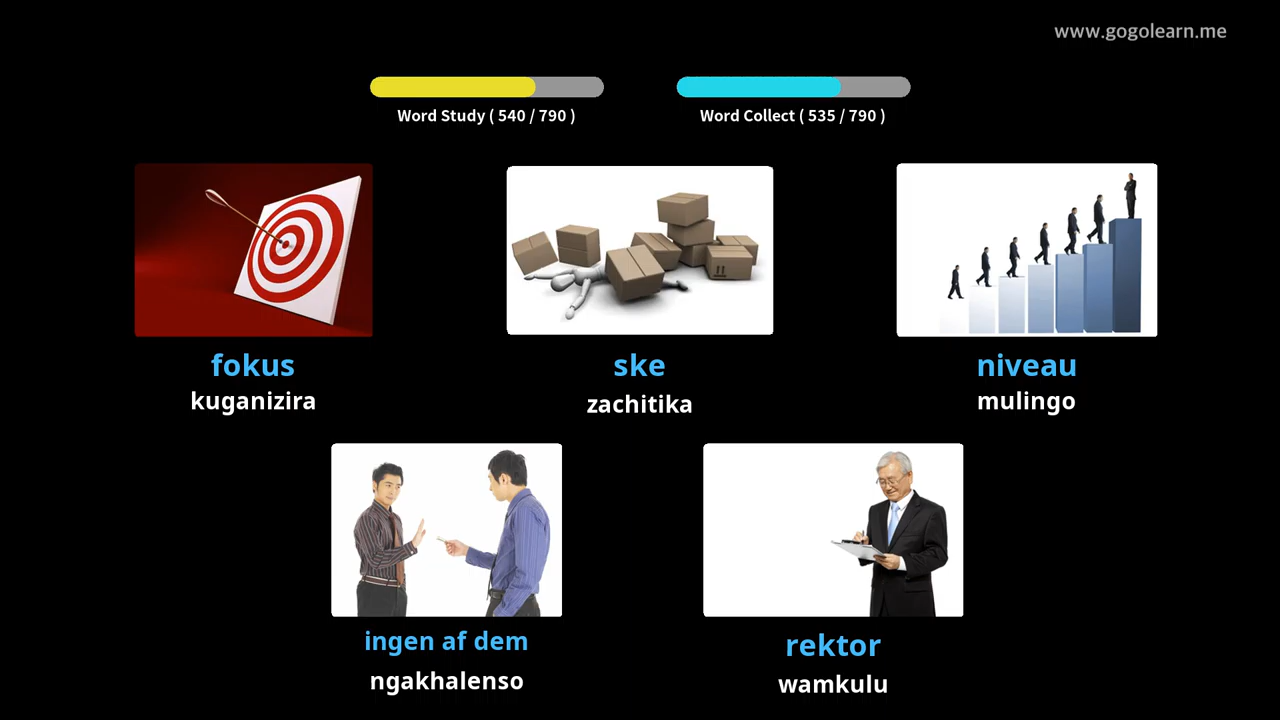 www.gogolearn.me
Word Study ( 540 / 790 )
Word Collect ( 535 / 790 )
fokus
kuganizira
ske
zachitika
niveau
mulingo
ingen af dem
ngakhalenso
rektor
wamkulu